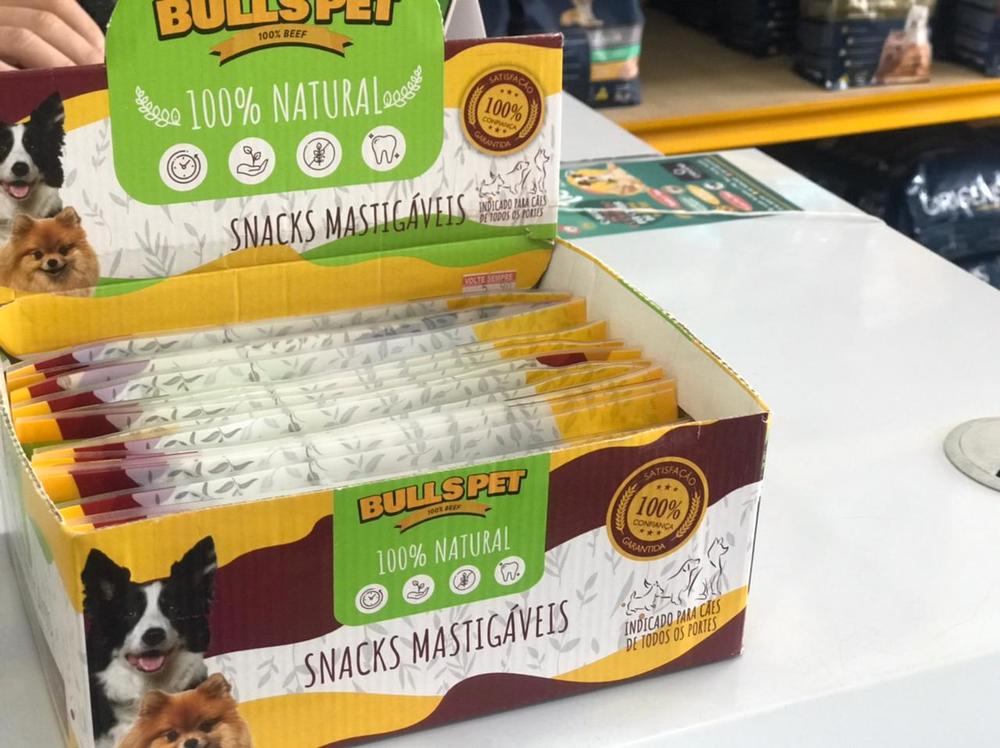 BULLSPET
100% BEEF
100% NATURAL
SATISFAÇÃO
100%
CONFIANÇA
GARANTIDA
SNACKS MASTIGÁVEIS
INDICADO PARA CÃES
DE TODOS OS PORTES
VOLTE SEMPRE
BULLSPET
100% BEEF
100% NATURAL
SATISFAÇÃO
100%
CONFIANÇA
GARANTIDA
SNACKS MASTIGÁVEIS
INDICADO PARA CÃES
DE TODOS OS PORTES